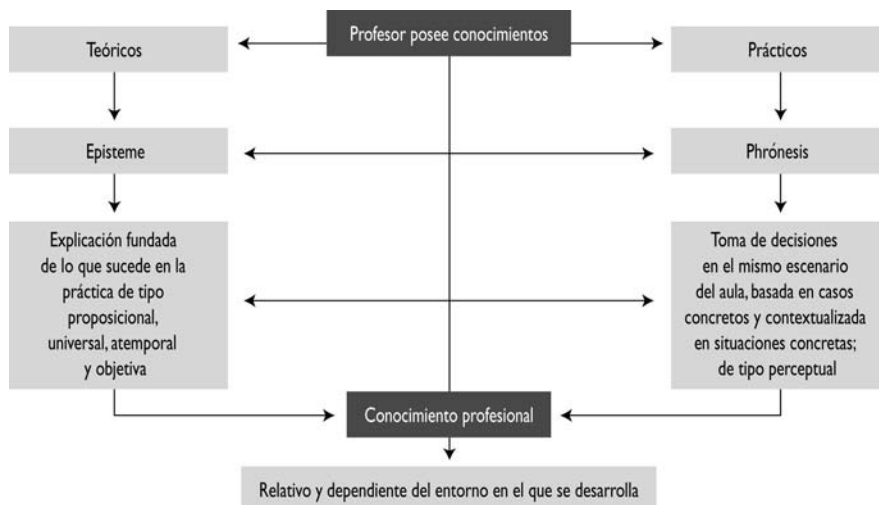 Profesor posee conocimientos
Teóricos
Prácticos
Episteme
Phrónesis
Explicación fundada
de lo que sucede en la
práctica de tipo
proposicional,
universal, atemporal
y objetiva
Toma de decisiones
en el mismo escenario
del aula, basada en casos
concretos y contextualizada
en situaciones concretas;
de tipo perceptual
Conocimiento profesional
Relativo y dependiente del entorno en el que se desarrolla